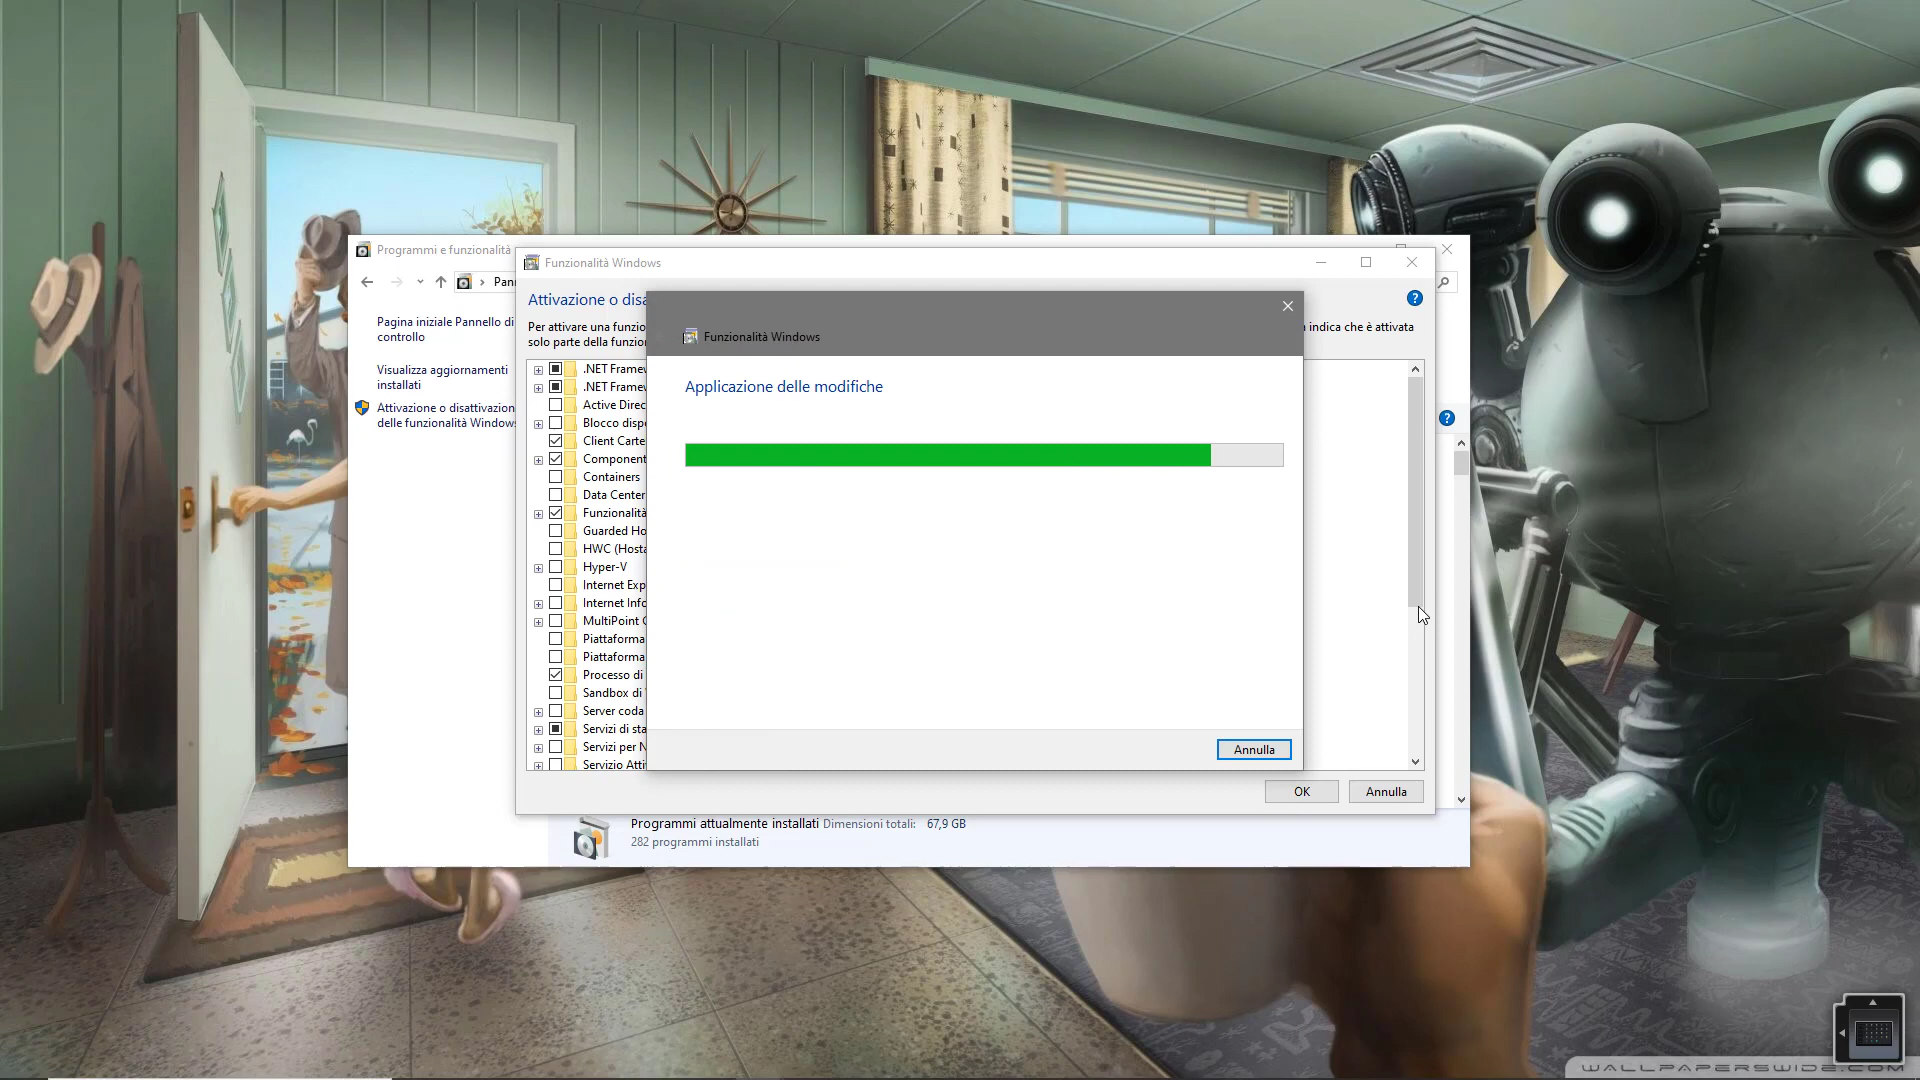 Programmi e funzionalità
Pann
Pagina iniziale Pannello di
controllo
Visualizza aggiornamenti
installati
Attivazione o disattivazion
delle funzionalità Windows
Funzionalità Windows
Attivazione o disa
Per attivare una funzio
indica che è attivata
solo parte della funzion
.NET Framew
.NET Framew
Active Direc
Blocco dispo
Client Carte
Component
Containers
Data Center
Funzionalità
Guarded Ho
HWC (Hosta
Hyper-V
Internet Exp
Internet Info
MultiPoint C
Piattaforma
Piattaforma
Processo di
Sandbox di
Server coda
Servizi di sta
Servizi per N
Servizio Atti
Funzionalità Windows
Applicazione delle modifiche
Annulla
OK
Annulla
Programmi attualmente installati Dimensioni totali: 67,9 GB
282 programmi installati
WALLPAPERSWIDE.COM